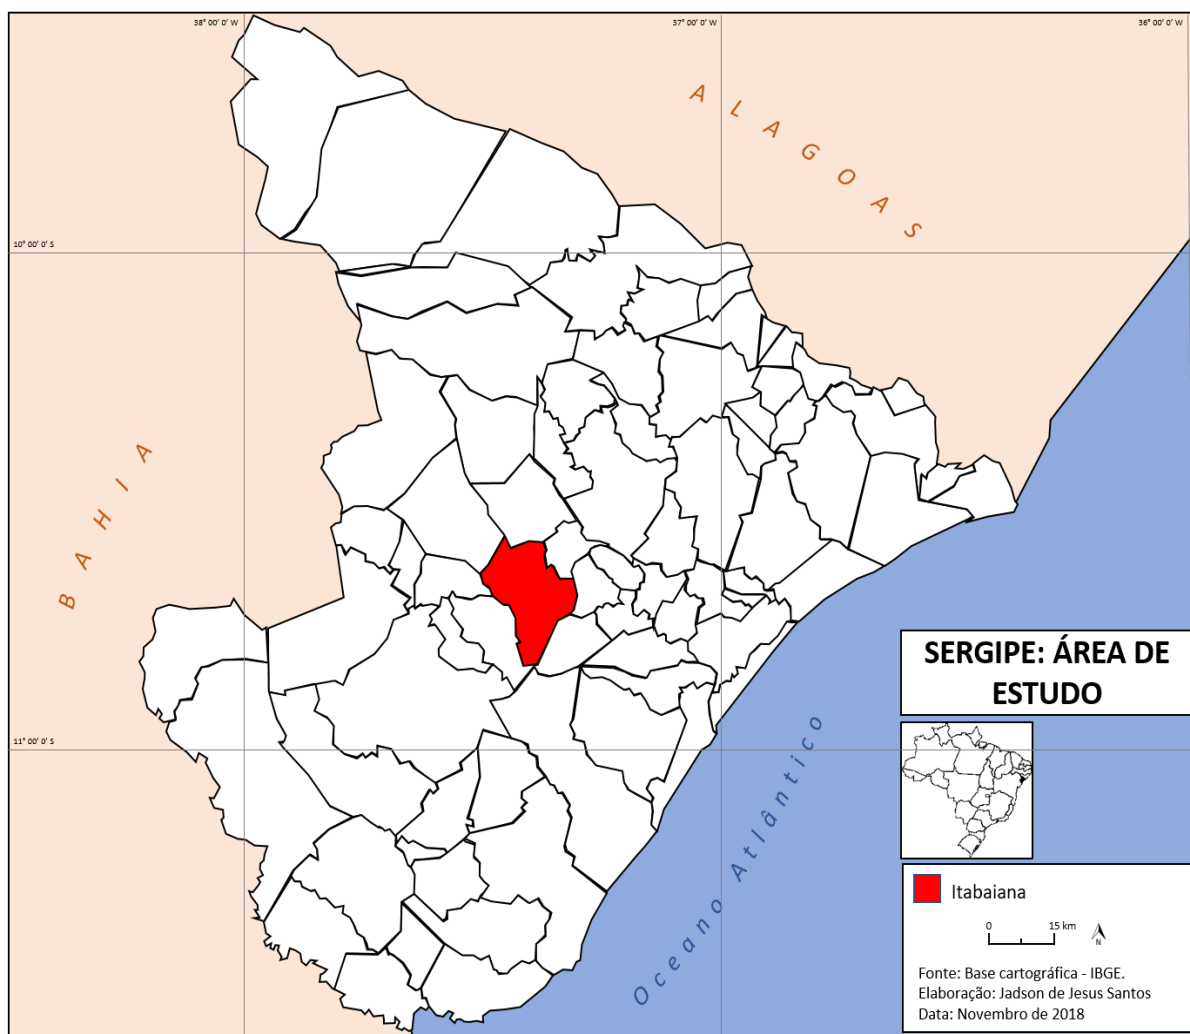 38° 00' 0' W
37° 00' 0' W
36° 00' 0' W
ALAGOAS
10° 00' 0' S
BAHIA
SERGIPE: ÁREA DE
ESTUDO
11° 00' 0' S
Oceano Atlântico
Itabaiana
0 15 km
N
Fonte: Base cartográfica - IBGE.
Elaboração: Jadson de Jesus Santos
Data: Novembro de 2018